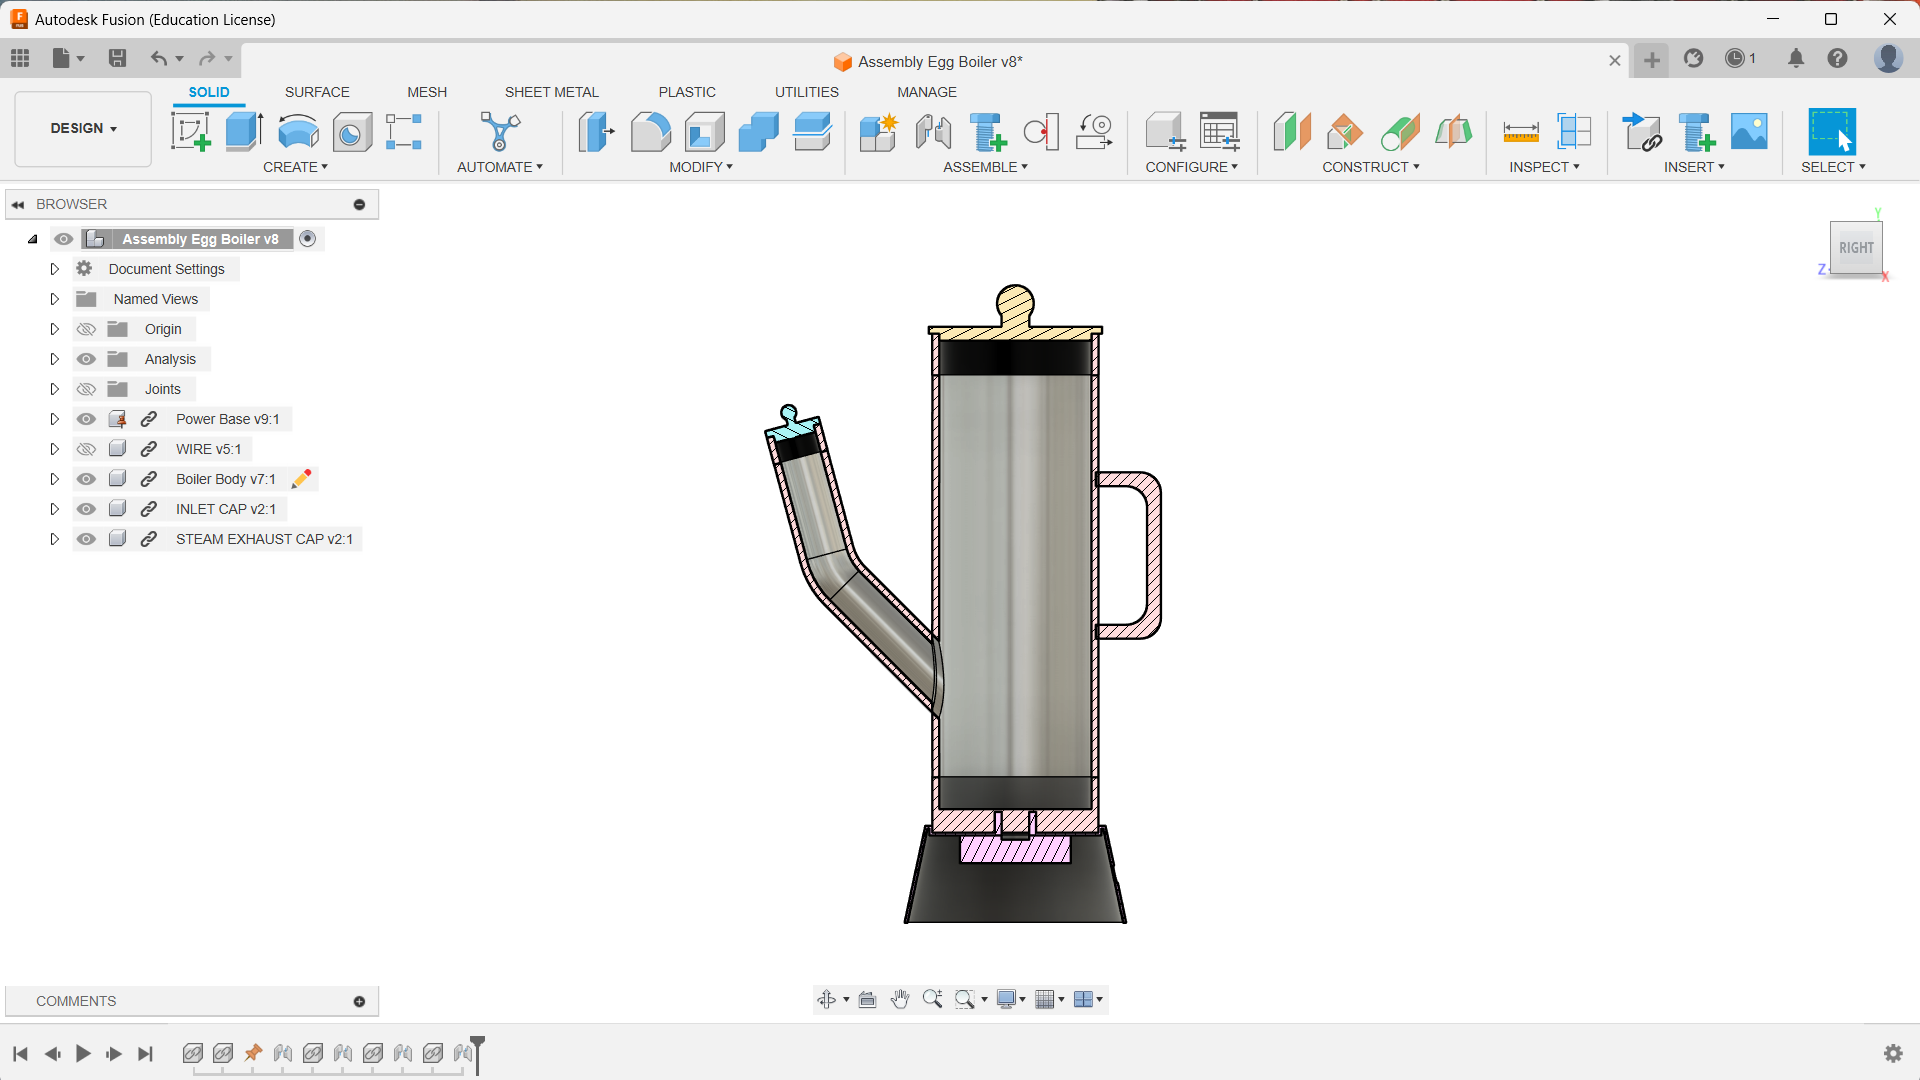 Autodesk Fusion (Education License)
Assembly Egg Boiler v8*
1
SOLID SURFACE MESH SHEET METAL PLASTIC UTILITIES MANAGE
DESIGN
CREATE AUTOMATE MODIFY ASSEMBLE CONFIGURE CONSTRUCT INSPECT INSERT SELECT
BROWSER
Assembly Egg Boiler v8
Document Settings
Named Views
Origin
Analysis
Joints
Power Base v9:1
WIRE v5:1
Boiler Body v7:1
INLET CAP v2:1
STEAM EXHAUST CAP v2:1
Y
RIGHT
Z
X
COMMENTS